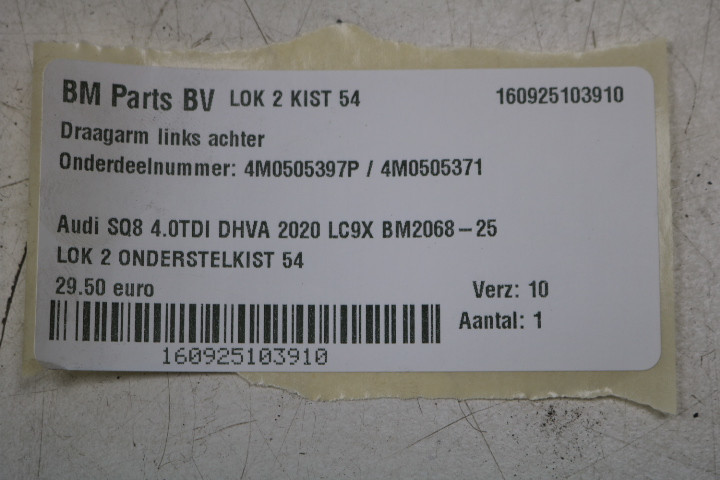 BM Parts BV LOK 2 KIST 54 160925103910
Draagarm links achter
Onderdeelnummer: 4M0505397P / 4M0505371
Audi SQ8 4.0TDI DHVA 2020 LC9X BM2068-25
LOK 2 ONDERSTELKIST 54
29.50 euro Verz: 10
Aantal: 1
160925103910